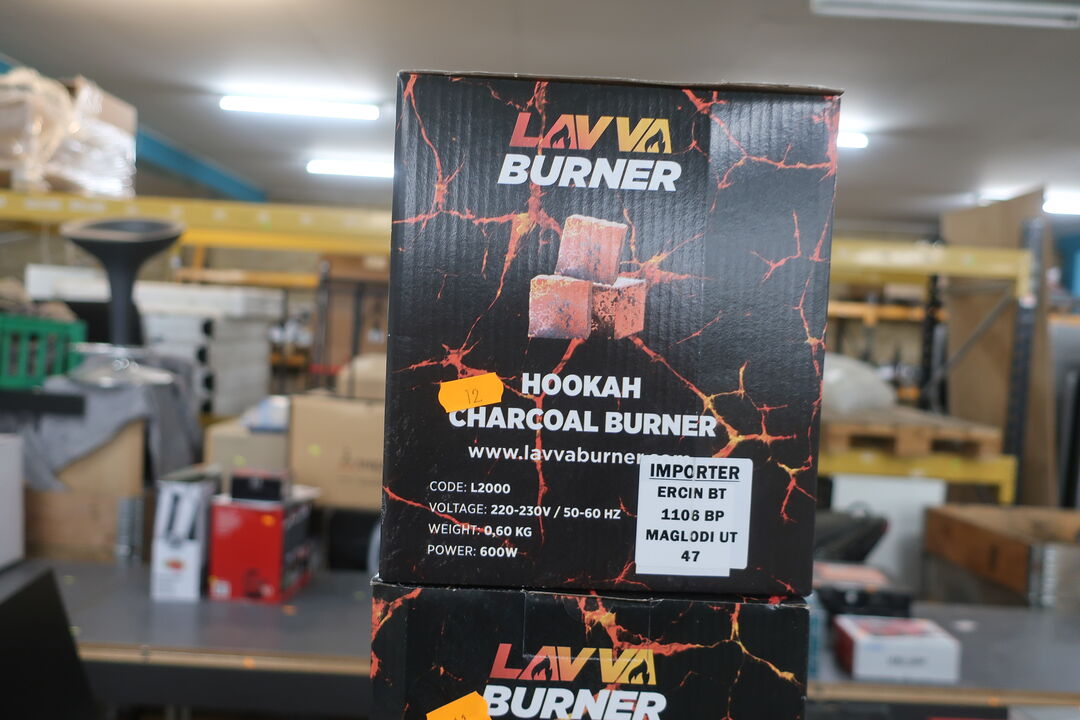 LAVVA
BURNER
HOOKAH
CHARCOAL BURNER
12
www.lavvaburner.com
CODE: L2000
VOLTAGE: 220-230V / 50-60 HZ
WEIGHT: 0,60 KG
POWER: 600W
IMPORTER
ERCIN BT
1106 BP
MAGLODI UT
47
LAVVA
BURNER